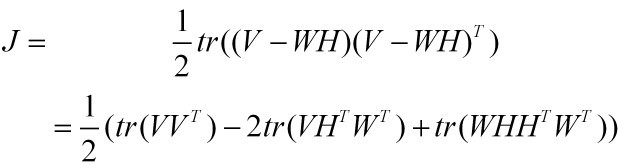 J = 1/2 tr((V − WH)(V − WH)^T)
= 1/2 (tr(VV^T) − 2tr(VH^T W^T) + tr(WHH^T W^T))